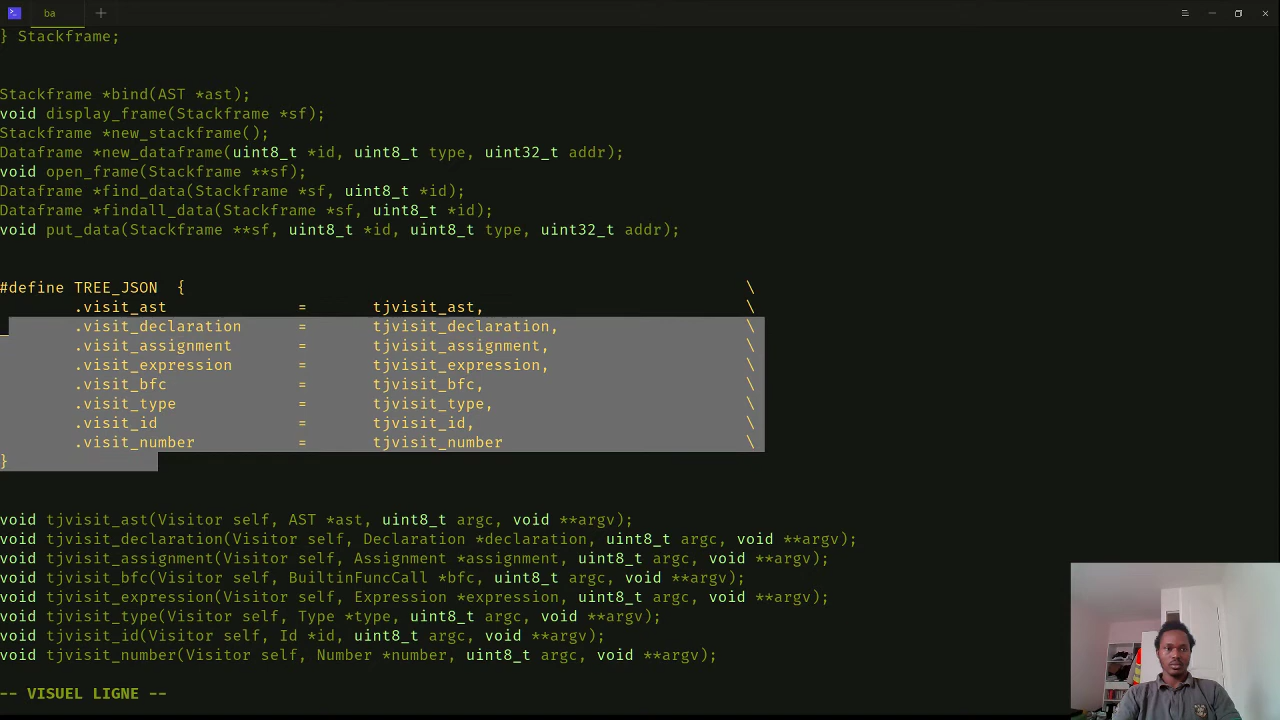 ba
} Stackframe;
Stackframe *bind(AST *ast);
void display_frame(Stackframe *sf);
Stackframe *new_stackframe();
Dataframe *new_dataframe(uint8_t *id, uint8_t type, uint32_t addr);
void open_frame(Stackframe **sf);
Dataframe *find_data(Stackframe *sf, uint8_t *id);
Dataframe *findall_data(Stackframe *sf, uint8_t *id);
void put_data(Stackframe **sf, uint8_t *id, uint8_t type, uint32_t addr);
#define TREE_JSON  { \
.visit_ast = tjvisit_ast, \
.visit_declaration = tjvisit_declaration, \
.visit_assignment = tjvisit_assignment, \
.visit_expression = tjvisit_expression, \
.visit_bfc = tjvisit_bfc, \
.visit_type = tjvisit_type, \
.visit_id = tjvisit_id, \
.visit_number = tjvisit_number \
}
void tjvisit_ast(Visitor self, AST *ast, uint8_t argc, void **argv);
void tjvisit_declaration(Visitor self, Declaration *declaration, uint8_t argc, void **argv);
void tjvisit_assignment(Visitor self, Assignment *assignment, uint8_t argc, void **argv);
void tjvisit_bfc(Visitor self, BuiltinFuncCall *bfc, uint8_t argc, void **argv);
void tjvisit_expression(Visitor self, Expression *expression, uint8_t argc, void **argv);
void tjvisit_type(Visitor self, Type *type, uint8_t argc, void **argv);
void tjvisit_id(Visitor self, Id *id, uint8_t argc, void **argv);
void tjvisit_number(Visitor self, Number *number, uint8_t argc, void **argv);
-- VISUEL LIGNE --